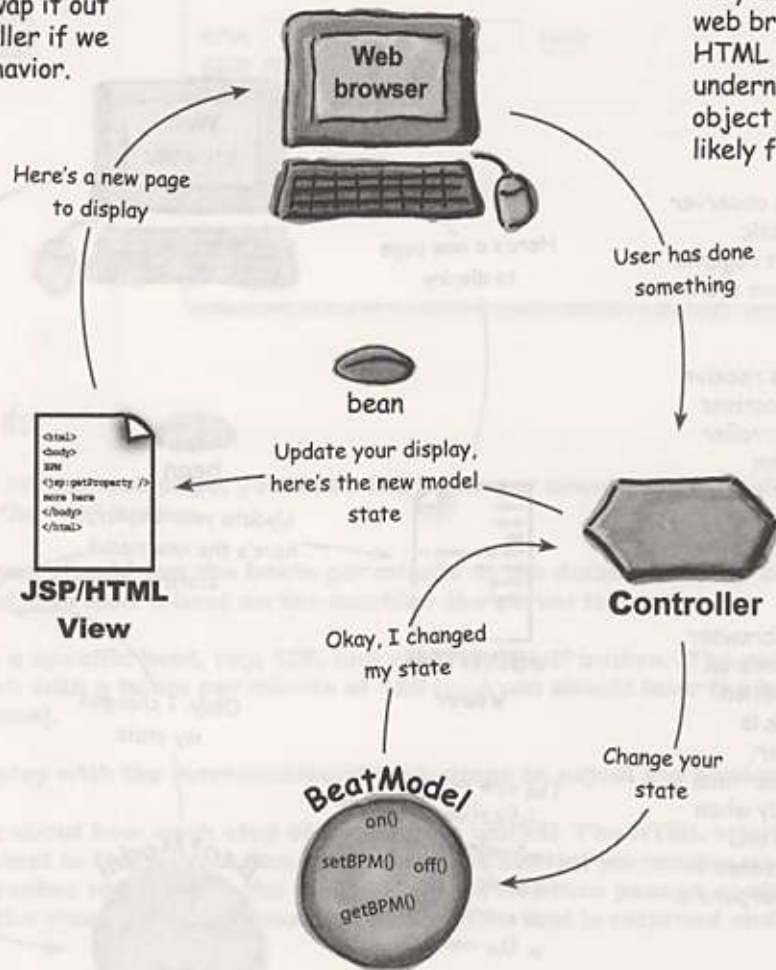 swap it out
ller if we
havior.
web br
HTML
undern
object
likely f
Web
browser
Here's a new page
to display
User has done
something
bean
Update your display,
here's the new model
state
<html>
<body>
BPM
<jsp:getProperty />
more here
</body>
</html>
JSP/HTML
View
Controller
Okay, I changed
my state
Change your
state
BeatModel
on()
setBPM()
off()
getBPM()